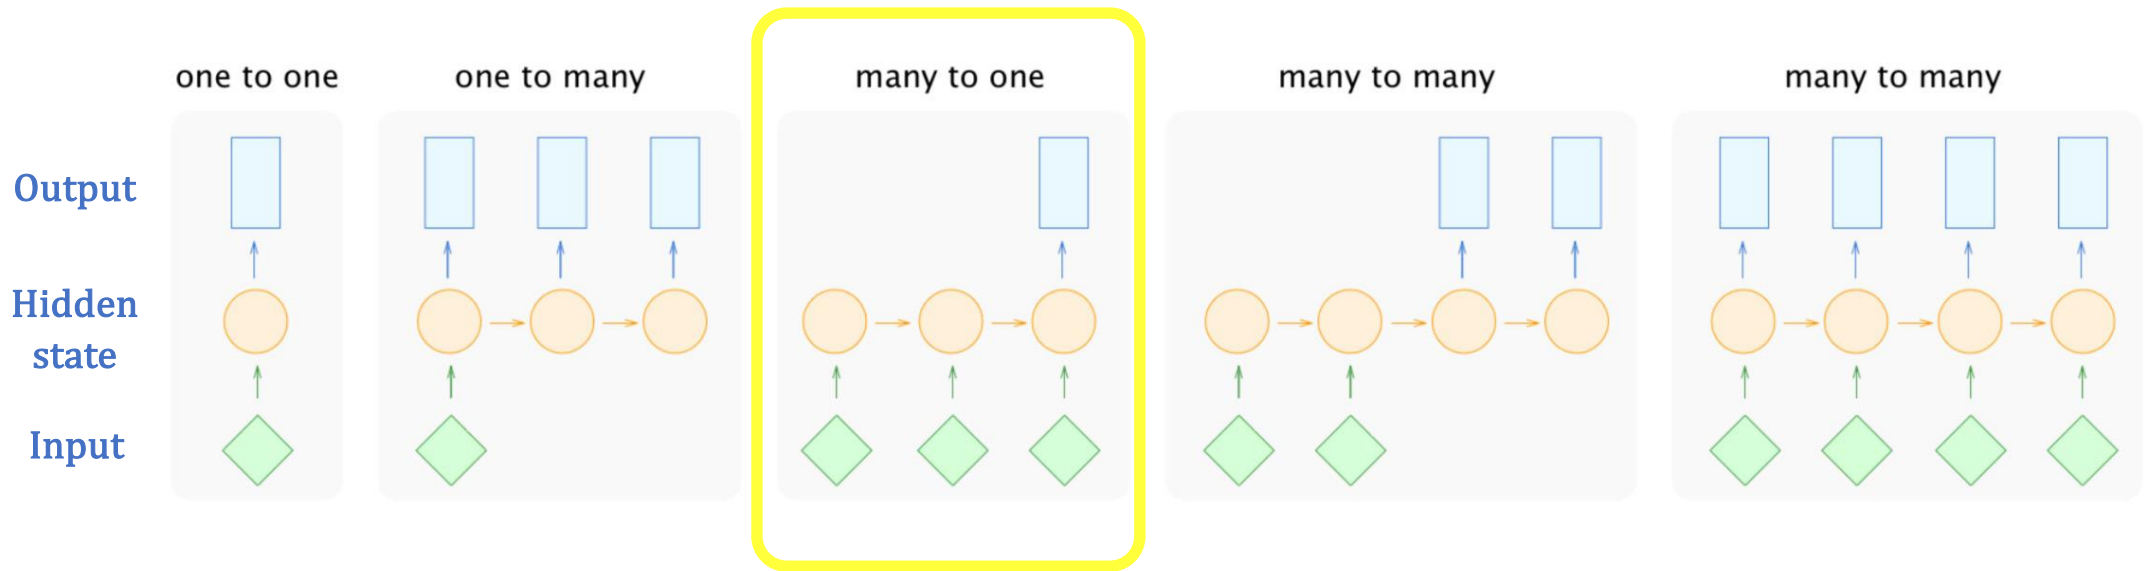 one to one
one to many
many to one
many to many
many to many
Output
Hidden
state
Input